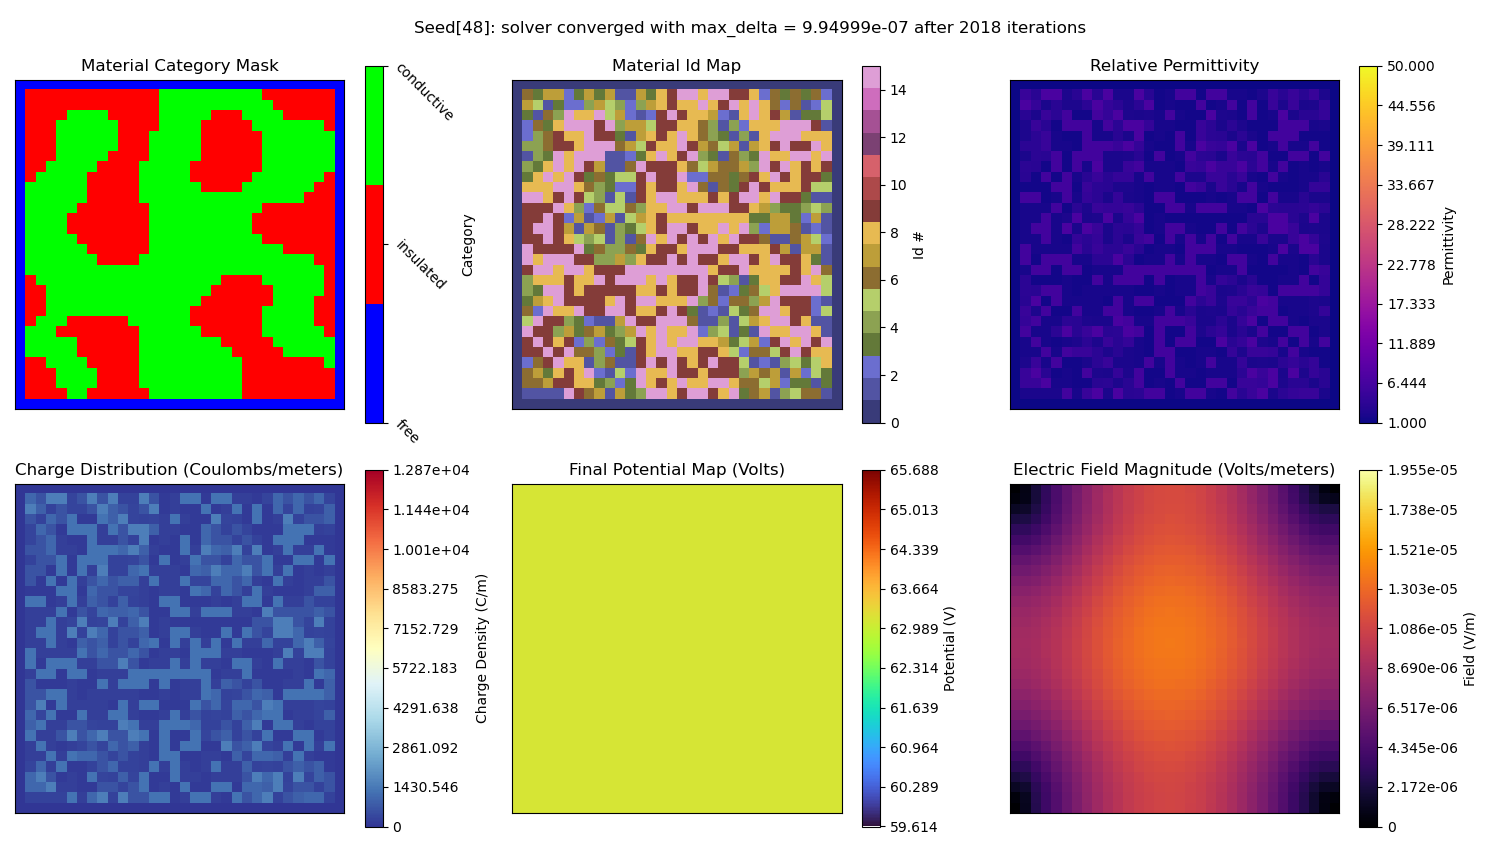 Seed[48]: solver converged with max_delta = 9.94999e-07 after 2018 iterations
Material Category Mask
conductive
insulated
free
Category
Material Id Map
14
12
10
8
6
4
2
0
Id #
Relative Permittivity
50.000
44.556
39.111
33.667
28.222
22.778
17.333
11.889
6.444
1.000
Permittivity
Charge Distribution (Coulombs/meters)
1.287e+04
1.144e+04
1.001e+04
8583.275
7152.729
5722.183
4291.638
2861.092
1430.546
0
Charge Density (C/m)
Final Potential Map (Volts)
65.688
65.013
64.339
63.664
62.989
62.314
61.639
60.964
60.289
59.614
Potential (V)
Electric Field Magnitude (Volts/meters)
1.955e-05
1.738e-05
1.521e-05
1.303e-05
1.086e-05
8.690e-06
6.517e-06
4.345e-06
2.172e-06
0
Field (V/m)